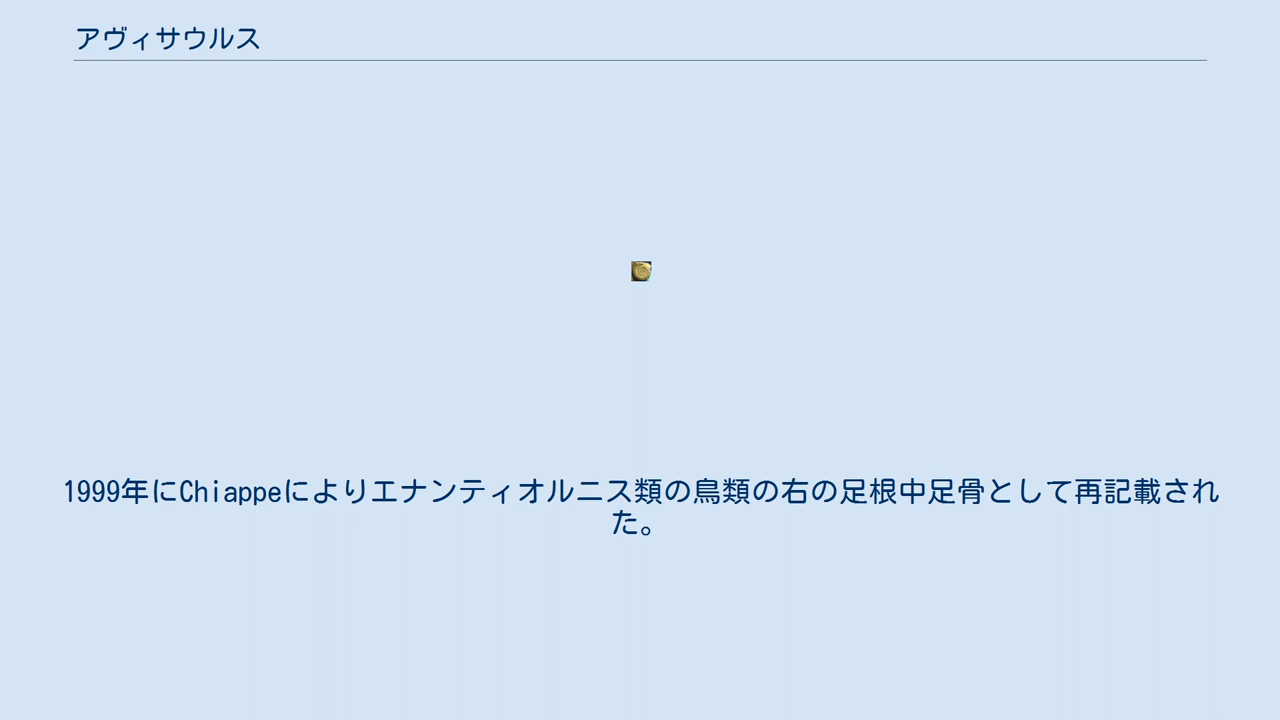 アヴィサウルス
1999年にChiappeによりエナンティオルニス類の鳥類の右の足根中足骨として再記載され
た。